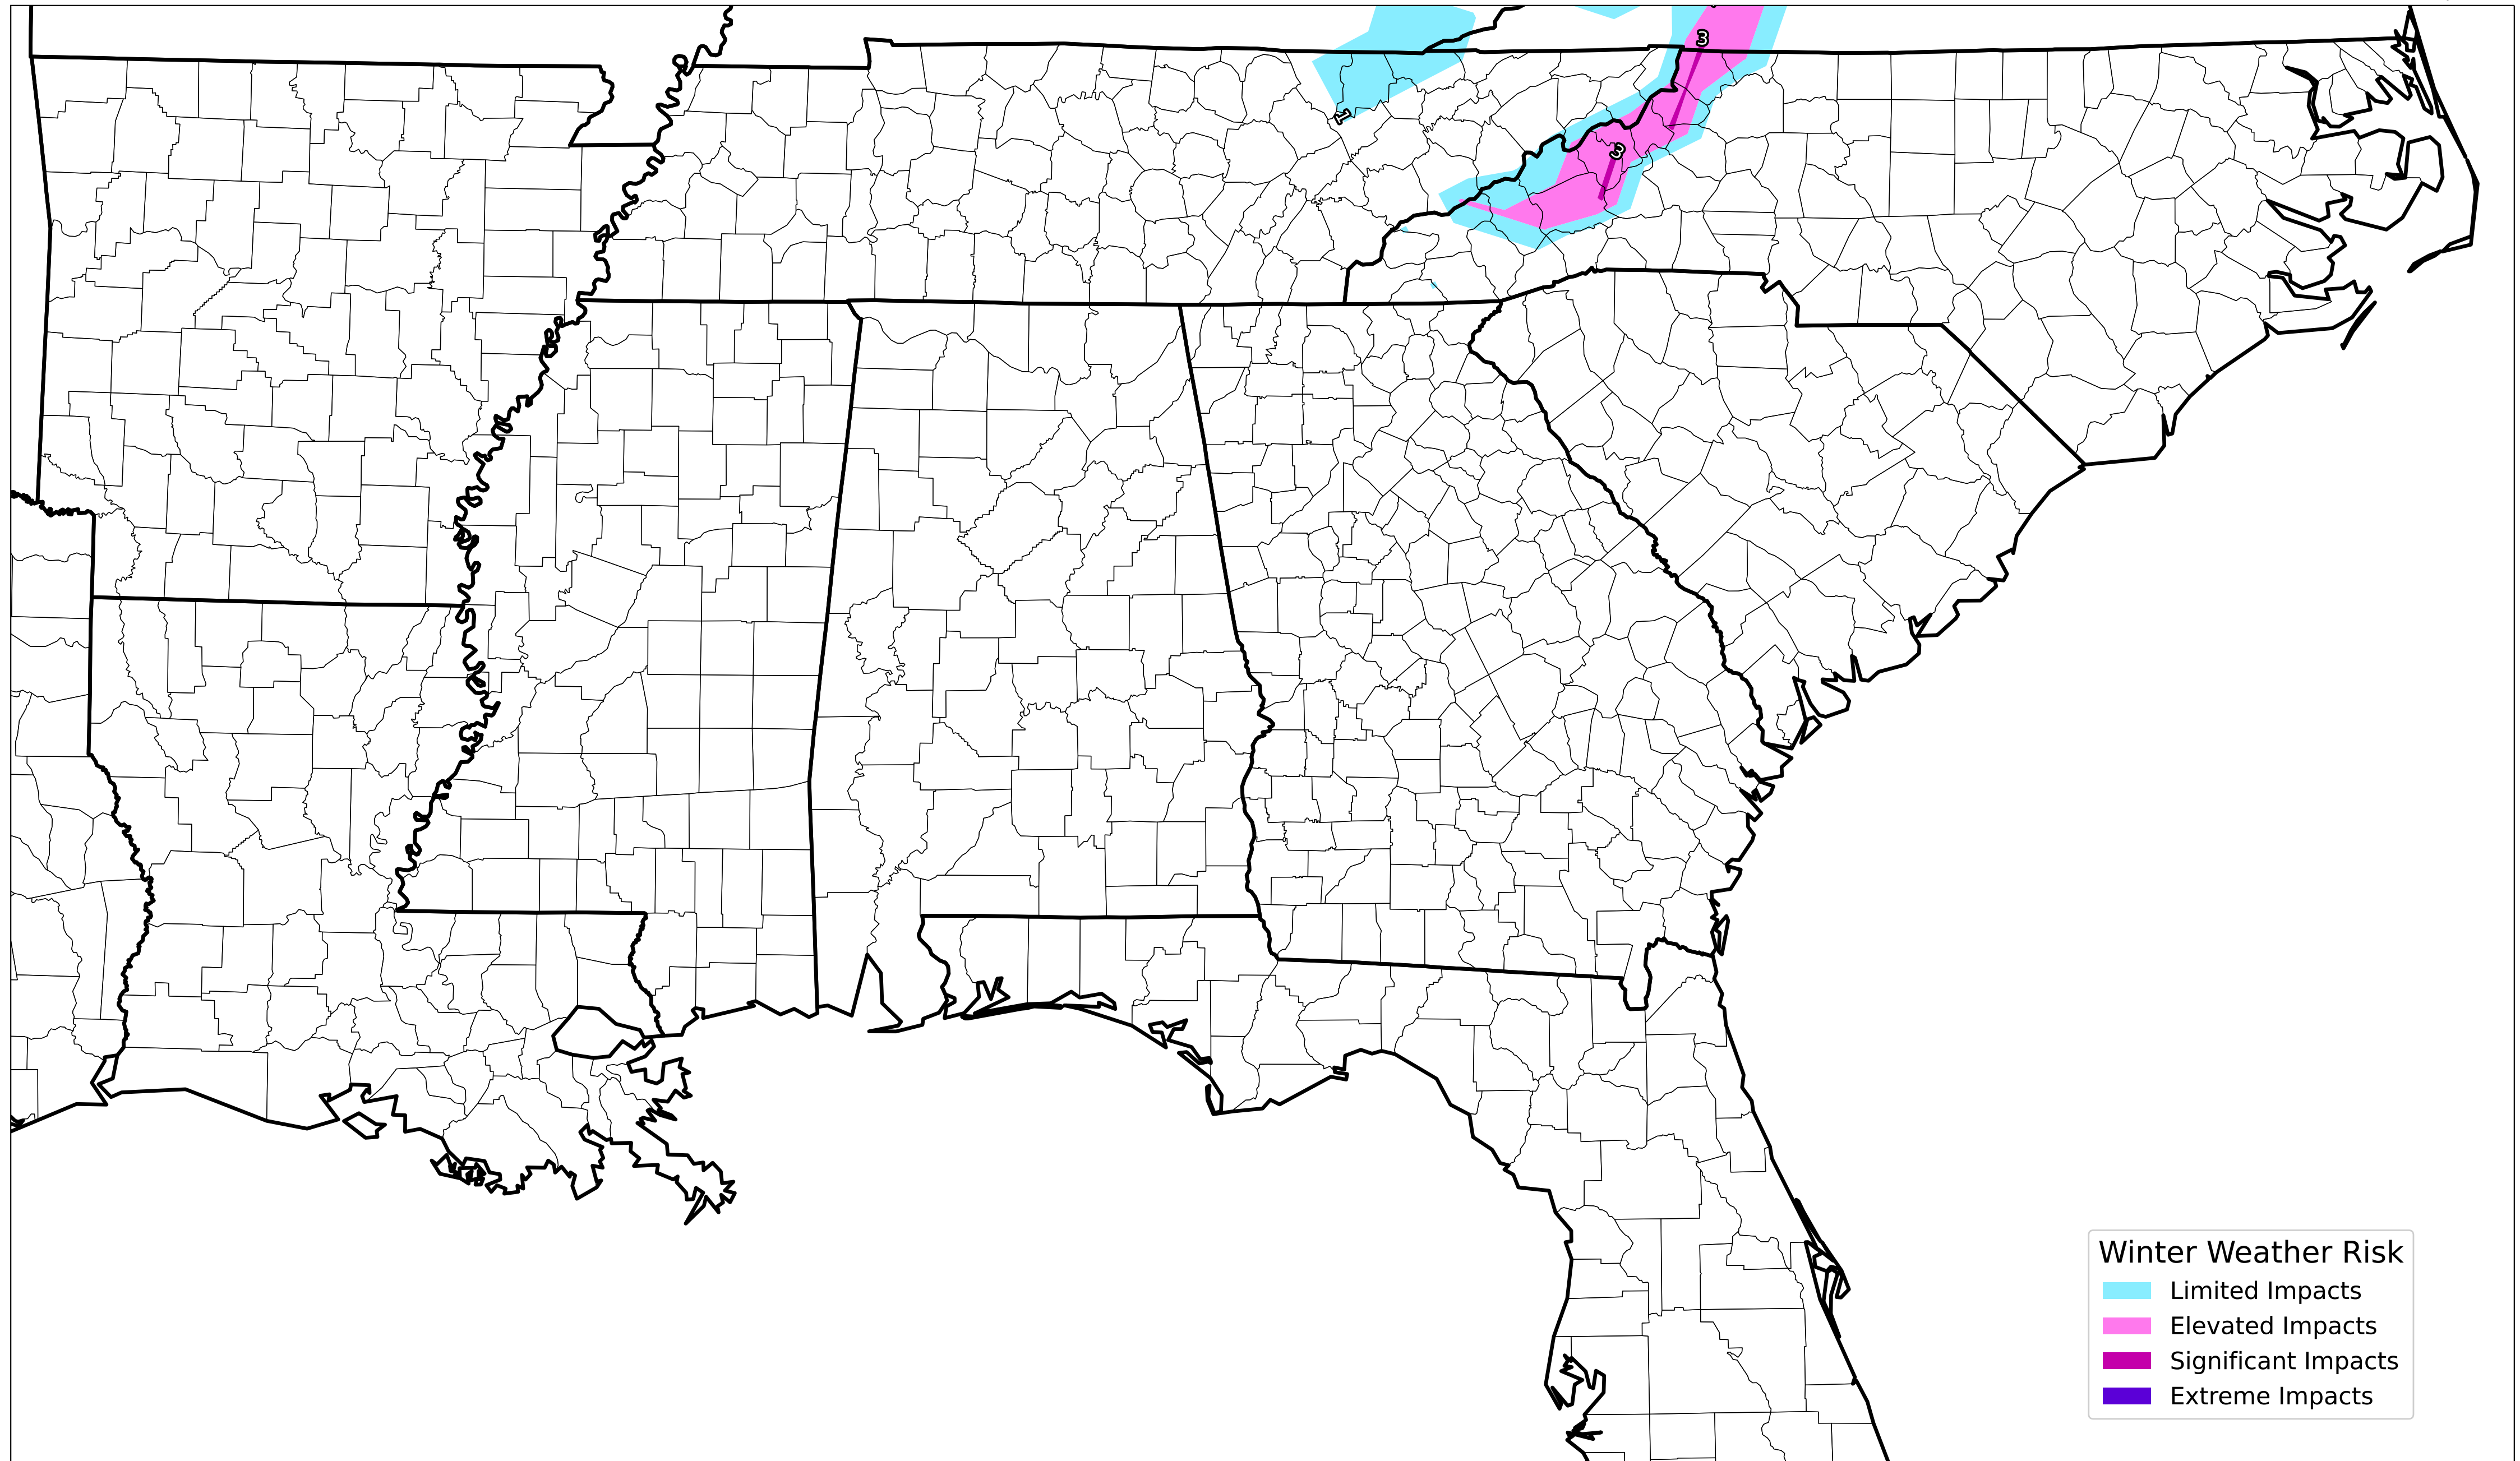 3
1
3
Winter Weather Risk
Limited Impacts
Elevated Impacts
Significant Impacts
Extreme Impacts